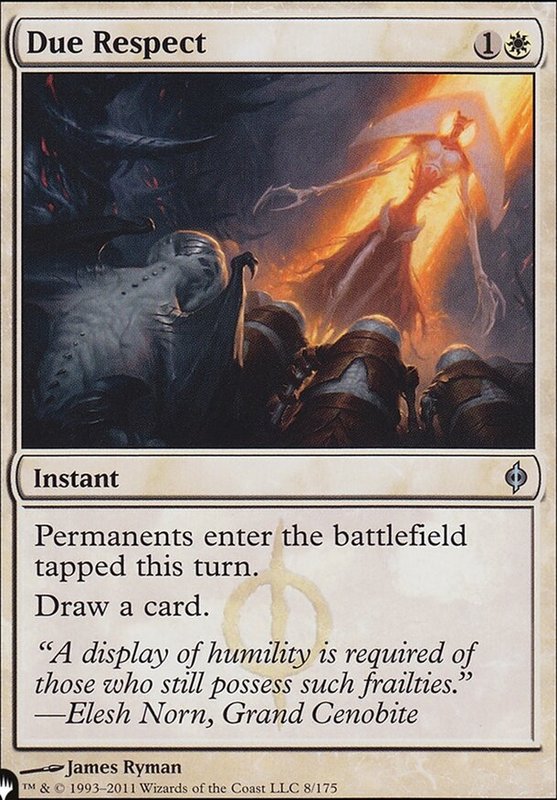 Due Respect 1
Instant
Permanents enter the battlefield
tapped this turn.
Draw a card.
“A display of humility is required of
those who still possess such frailties.”
—Elesh Norn, Grand Cenobite
James Ryman
™ & © 1993–2011 Wizards of the Coast LLC 8/175